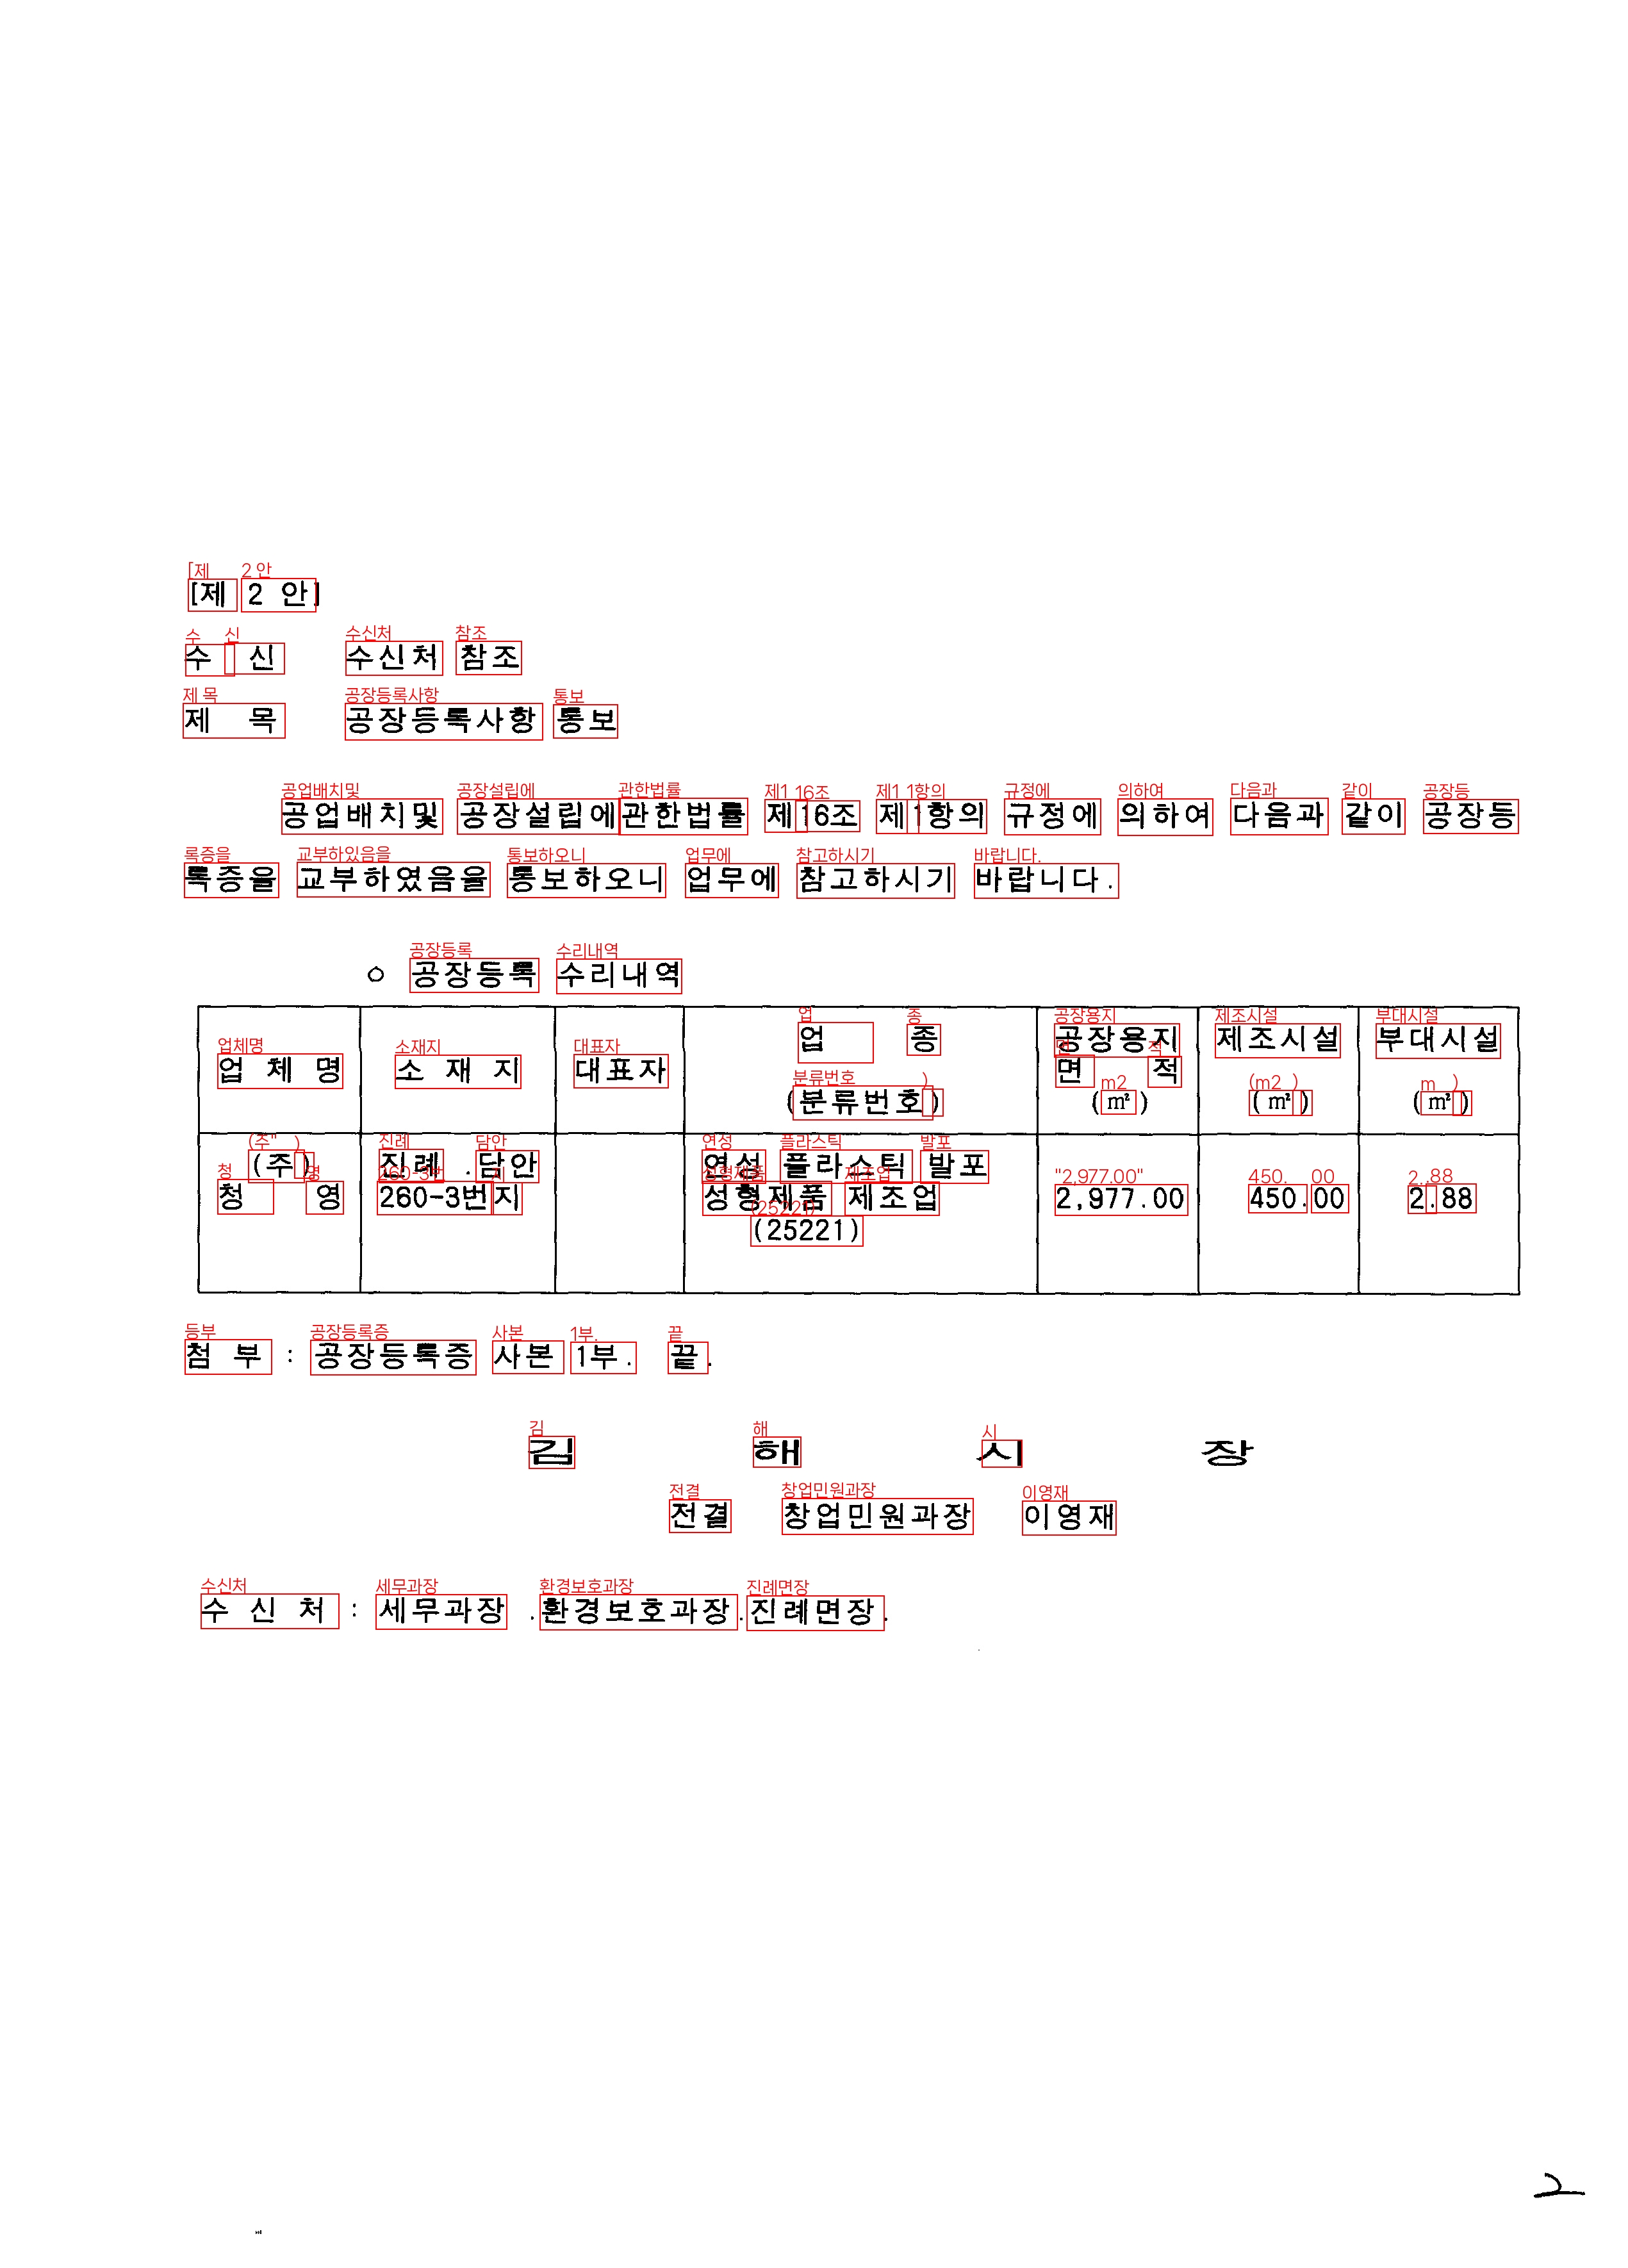 [제 2 안]
수 신 수신처 참조
제 목 공장등록사항 통보
공업배치및 공장설립에관한법률 제16조 제1항의 규정에 의하여 다음과 같이 공장등
록증을 교부하였음을 통보하오니 업무에 참고하시기 바랍니다.
○ 공장등록 수리내역
업 체 명 소 재 지 대표자 업 종 (분류번호) 공장용지 면 적 (㎡) 제조시설 (㎡) 부대시설 (㎡)
(주) 청 영 진례.담안 260-3번지 연성 플라스틱 발포 성형제품 제조업 (25221) 2,977.00 450.00 2.88
첨 부 : 공장등록증 사본 1부. 끝.
김 해 시 장
전결 창업민원과장 이영재
수 신 처 : 세무과장 .환경보호과장.진례면장.
2